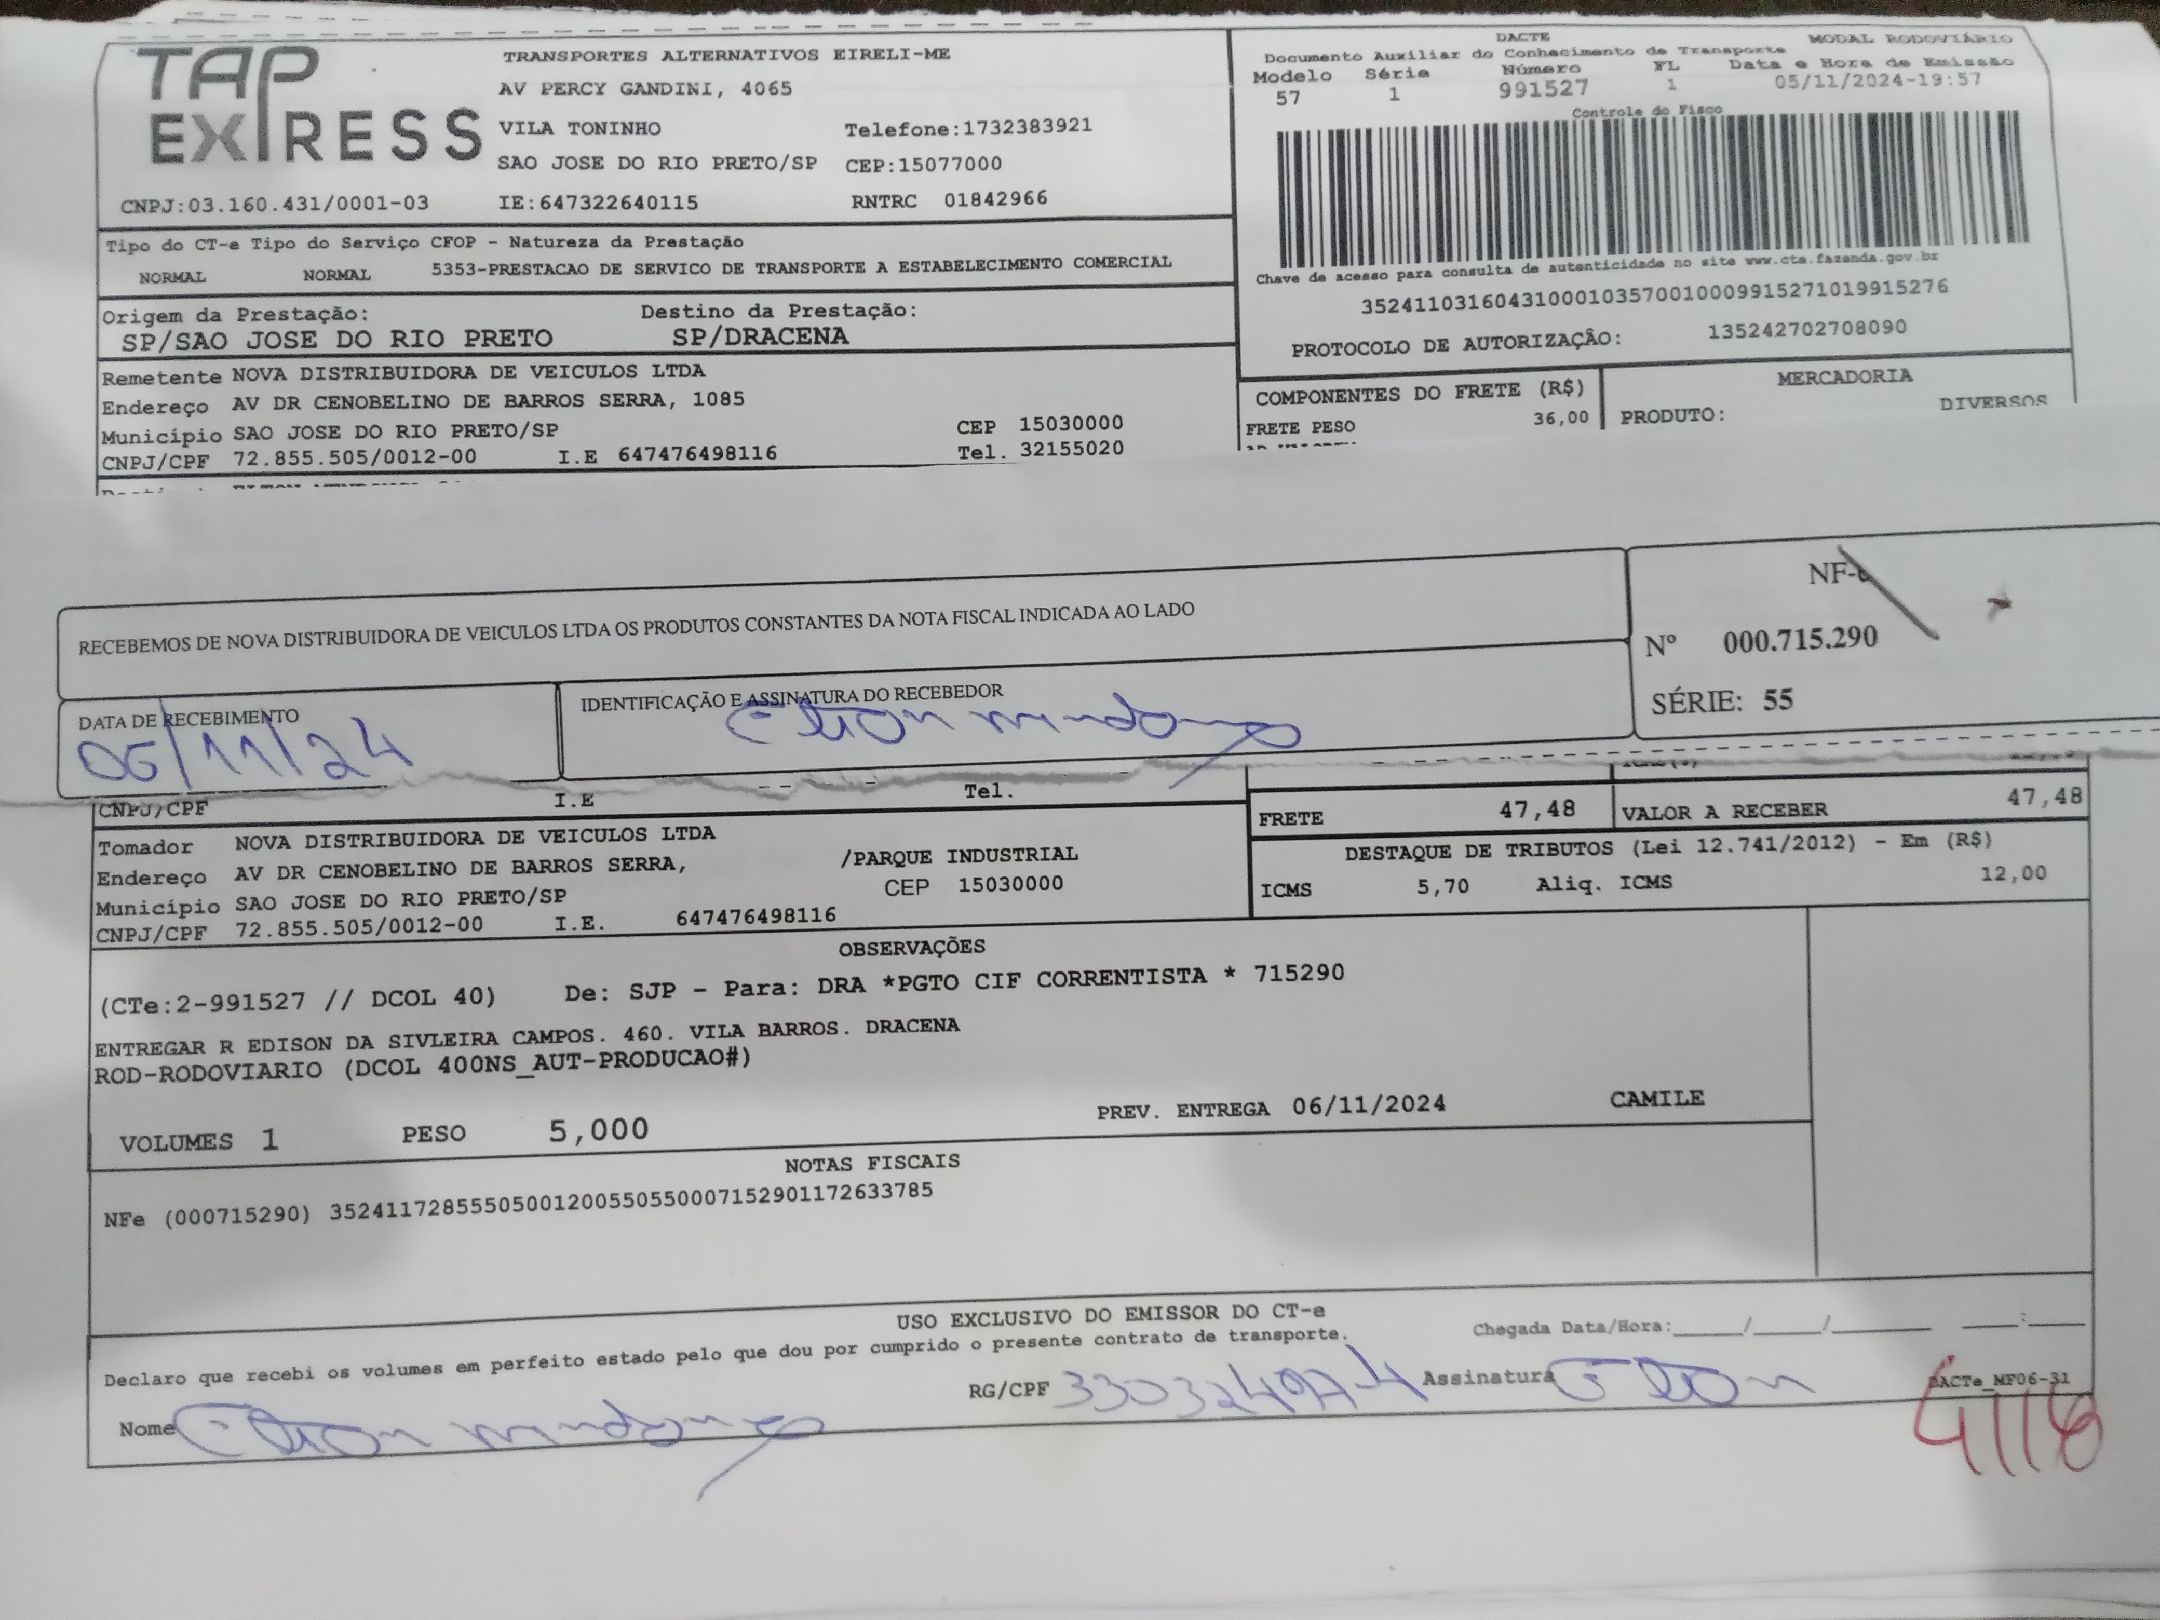 TAP EXPRESS
TRANSPORTES ALTERNATIVOS EIRELI-ME
AV PERCY GANDINI, 4065
VILA TONINHO Telefone:1732383921
SAO JOSE DO RIO PRETO/SP CEP:15077000
CNPJ:03.160.431/0001-03 IE:647322640115 RNTRC 01842966
DACTE MODAL RODOVIÁRIO
Documento Auxiliar do Conhecimento de Transporte
Modelo Série Número FL Data e Hora de Emissão
57 1 991527 1 05/11/2024-19:57
Controle do Fisco
Chave de acesso para consulta de autenticidade no site www.cte.fazenda.gov.br
35241103160431000103570010009915271019915276
PROTOCOLO DE AUTORIZAÇÃO: 135242702708090
Tipo do CT-e Tipo do Serviço CFOP - Natureza da Prestação
NORMAL NORMAL 5353-PRESTACAO DE SERVICO DE TRANSPORTE A ESTABELECIMENTO COMERCIAL
Origem da Prestação: Destino da Prestação:
SP/SAO JOSE DO RIO PRETO SP/DRACENA
Remetente NOVA DISTRIBUIDORA DE VEICULOS LTDA
Endereço AV DR CENOBELINO DE BARROS SERRA, 1085
Município SAO JOSE DO RIO PRETO/SP CEP 15030000
CNPJ/CPF 72.855.505/0012-00 I.E 647476498116 Tel. 32155020
COMPONENTES DO FRETE (R$) MERCADORIA
FRETE PESO 36,00 PRODUTO: DIVERSOS
RECEBEMOS DE NOVA DISTRIBUIDORA DE VEICULOS LTDA OS PRODUTOS CONSTANTES DA NOTA FISCAL INDICADA AO LADO
NF-e
Nº 000.715.290
SÉRIE: 55
DATA DE RECEBIMENTO IDENTIFICAÇÃO E ASSINATURA DO RECEBEDOR
06/11/24
CNPJ/CPF I.E Tel.
FRETE 47,48 VALOR A RECEBER 47,48
Tomador NOVA DISTRIBUIDORA DE VEICULOS LTDA
Endereço AV DR CENOBELINO DE BARROS SERRA, /PARQUE INDUSTRIAL
Município SAO JOSE DO RIO PRETO/SP CEP 15030000
CNPJ/CPF 72.855.505/0012-00 I.E. 647476498116
DESTAQUE DE TRIBUTOS (Lei 12.741/2012) - Em (R$)
ICMS 5,70 Aliq. ICMS 12,00
OBSERVAÇÕES
(CTe:2-991527 // DCOL 40) De: SJP - Para: DRA *PGTO CIF CORRENTISTA * 715290
ENTREGAR R EDISON DA SIVLEIRA CAMPOS. 460. VILA BARROS. DRACENA
ROD-RODOVIARIO (DCOL 400NS_AUT-PRODUCAO#)
VOLUMES 1 PESO 5,000 PREV. ENTREGA 06/11/2024 CAMILE
NOTAS FISCAIS
NFe (000715290) 35241172855505001200550550007152901172633785
USO EXCLUSIVO DO EMISSOR DO CT-e
Declaro que recebi os volumes em perfeito estado pelo que dou por cumprido o presente contrato de transporte. Chegada Data/Hora:_____/_____/_______ ____:____
RG/CPF Assinatura Elton DACTe_MF06-31
Nome Elton